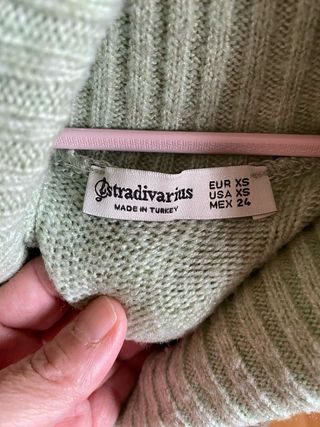 stradivarius
MADE IN TURKEY
EUR XS
USA XS
MEX 24